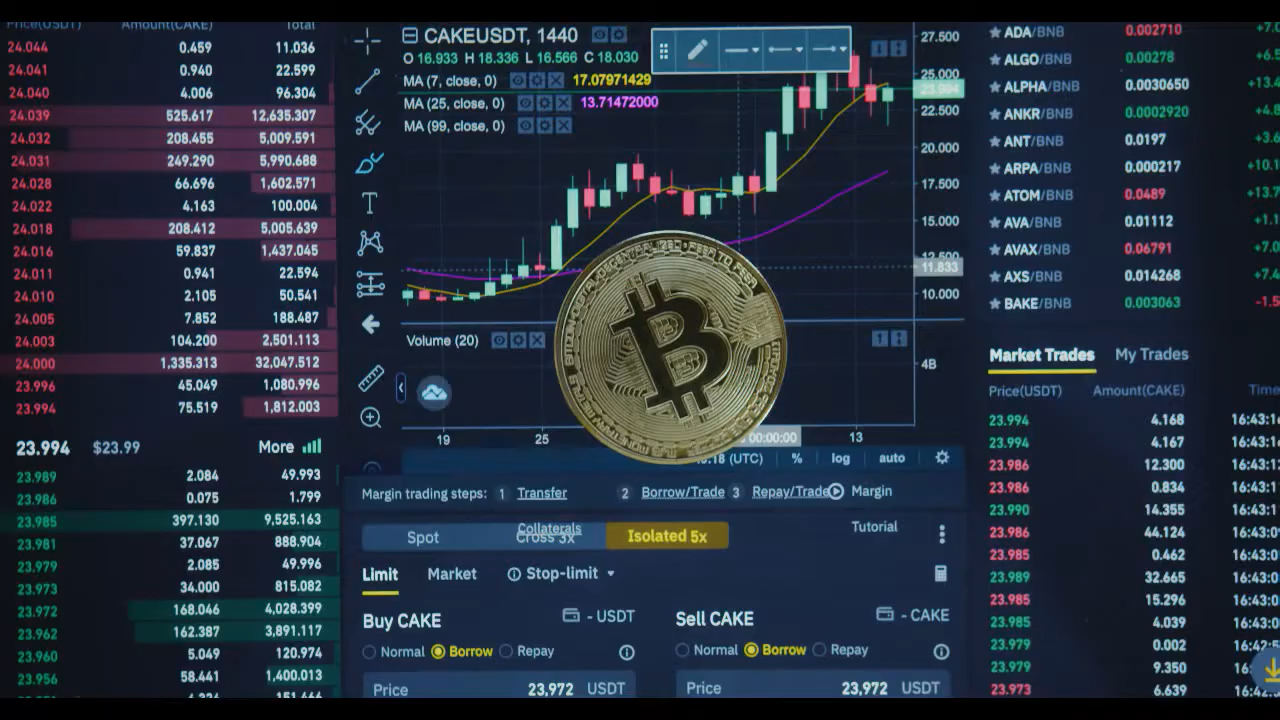 Price(USDT) Amount(CAKE) Total
24.044 0.459 11.036
24.041 0.940 22.599
24.040 4.006 96.304
24.039 525.617 12,635.307
24.032 208.455 5,009.591
24.031 249.290 5,990.688
24.028 66.696 1,602.571
24.022 4.163 100.004
24.018 208.412 5,005.639
24.016 59.837 1,437.045
24.011 0.941 22.594
24.010 2.105 50.541
24.005 7.852 188.487
24.003 104.200 2,501.113
24.000 1,335.313 32,047.512
23.996 45.049 1,080.996
23.994 75.519 1,812.003
23.994 $23.99 More
23.989 2.084 49.993
23.986 0.075 1.799
23.985 397.130 9,525.163
23.981 37.067 888.904
23.979 2.085 49.996
23.973 34.000 815.082
23.972 168.046 4,028.399
23.962 162.387 3,891.117
23.960 5.049 120.974
23.956 58.441 1,400.013
CAKEUSDT, 1440
O 16.933 H 18.336 L 16.566 C 18.030
MA (7, close, 0) 17.07971429
MA (25, close, 0) 13.71472000
MA (99, close, 0)
27.500
25.000
23.994
22.500
20.000
17.500
15.000
12.500
11.833
10.000
Volume (20)
4B
19 25 00:00:00 13
(UTC) % log auto
B
Margin trading steps: 1 Transfer 2 Borrow/Trade 3 Repay/Trade Margin
Collaterals Tutorial
Spot Cross 3x Isolated 5x
Limit Market Stop-limit
Buy CAKE - USDT
Normal Borrow Repay
Price 23,972 USDT
Sell CAKE - CAKE
Normal Borrow Repay
Price 23,972 USDT
ADA/BNB 0.002710
ALGO/BNB 0.00278
ALPHA/BNB 0.0030650
ANKR/BNB 0.0002920
ANT/BNB 0.0197
ARPA/BNB 0.000217
ATOM/BNB 0.0489
AVA/BNB 0.01112
AVAX/BNB 0.06791
AXS/BNB 0.014268
BAKE/BNB 0.003063
Market Trades My Trades
Price(USDT) Amount(CAKE) Time
23.994 4.168
23.994 4.167
23.986 12.300
23.986 0.834
23.990 14.355
23.986 44.124
23.985 0.462
23.989 32.665
23.985 15.296
23.985 4.039
23.979 0.002
23.979 9.350
23.973 6.639